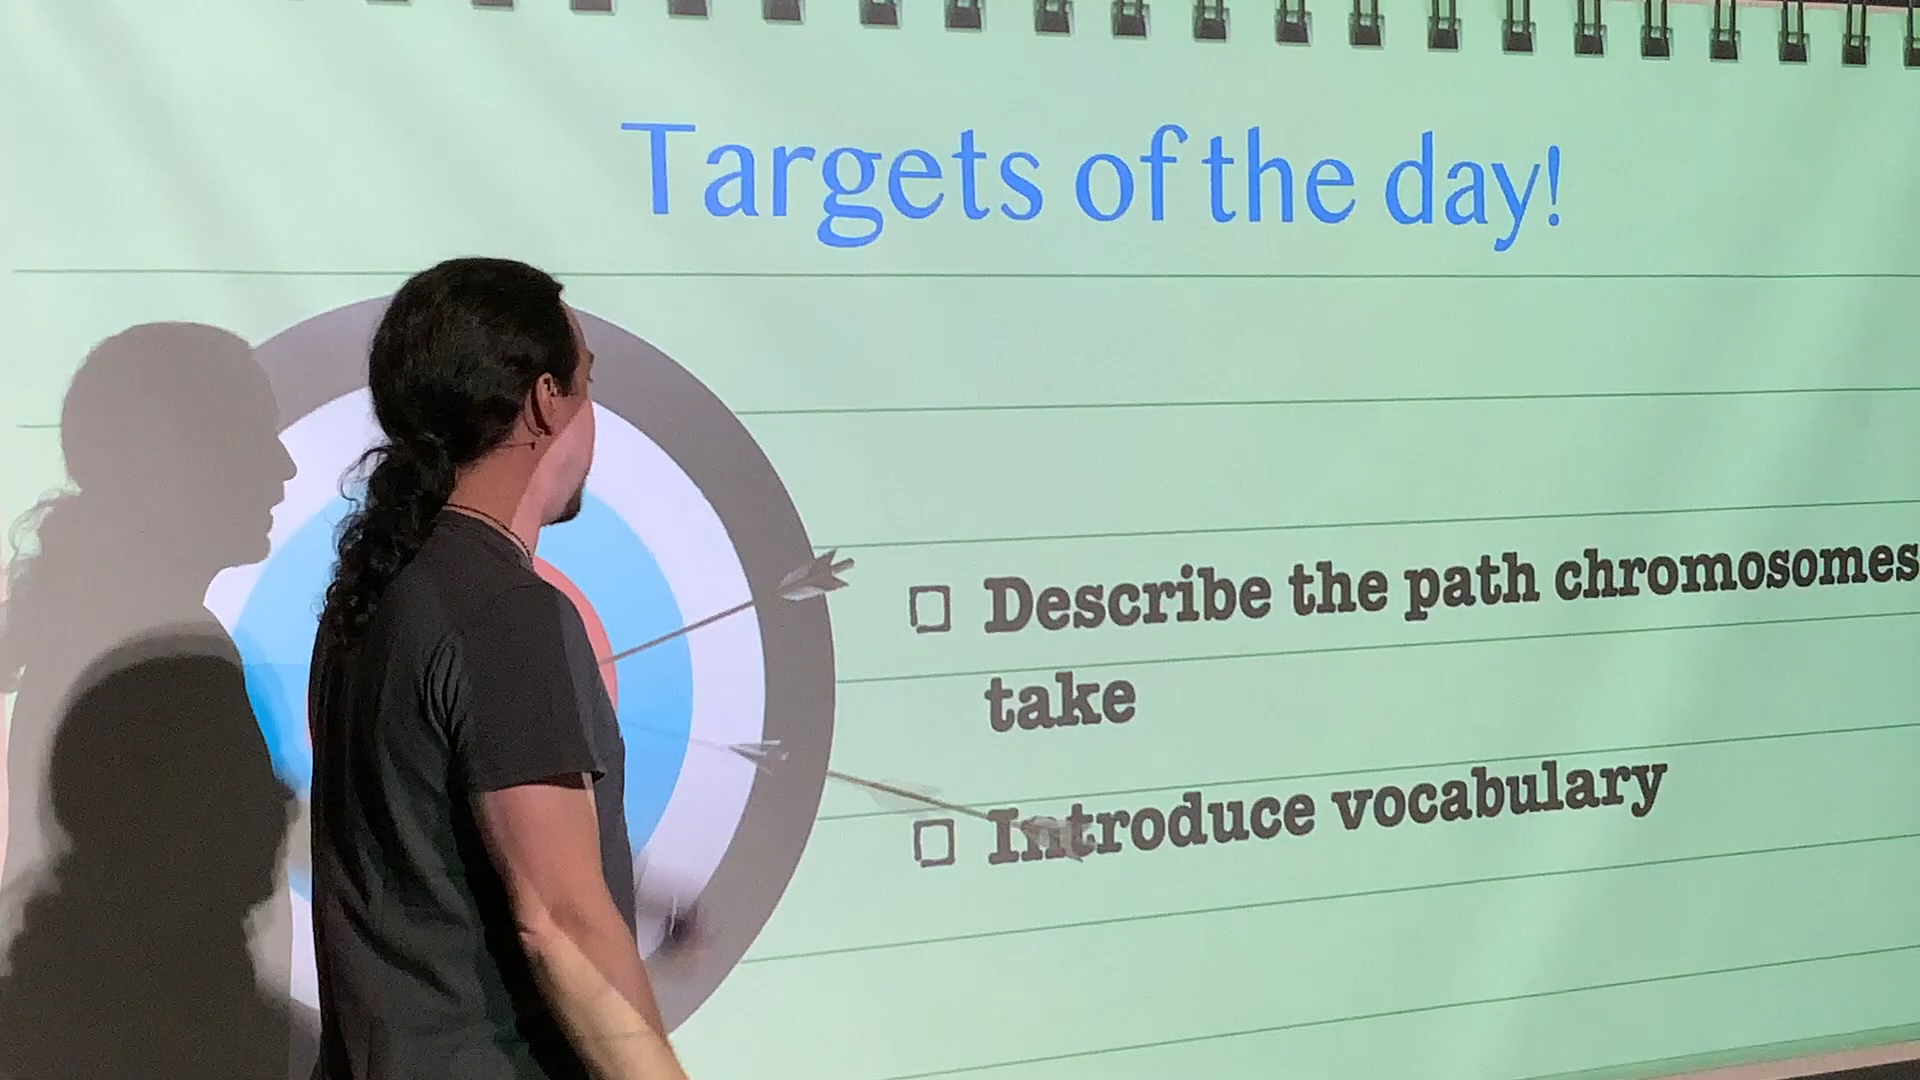 Targets of the day!
Describe the path chromosomes
take
Introduce vocabulary